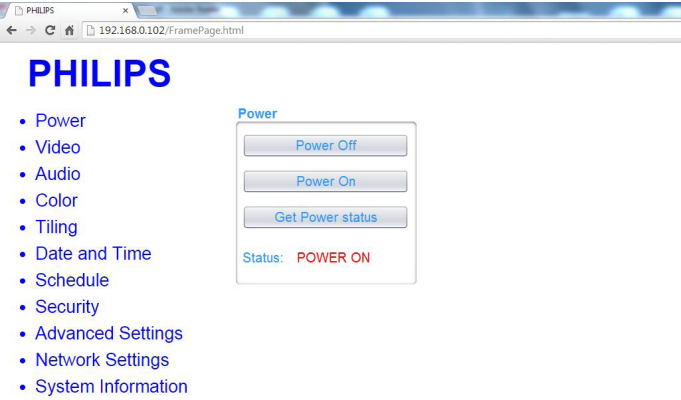 PHILIPS
192.168.0.102/FramePage.html
PHILIPS
Power
Video
Audio
Color
Tiling
Date and Time
Schedule
Security
Advanced Settings
Network Settings
System Information
Power
Power Off
Power On
Get Power status
Status: POWER ON